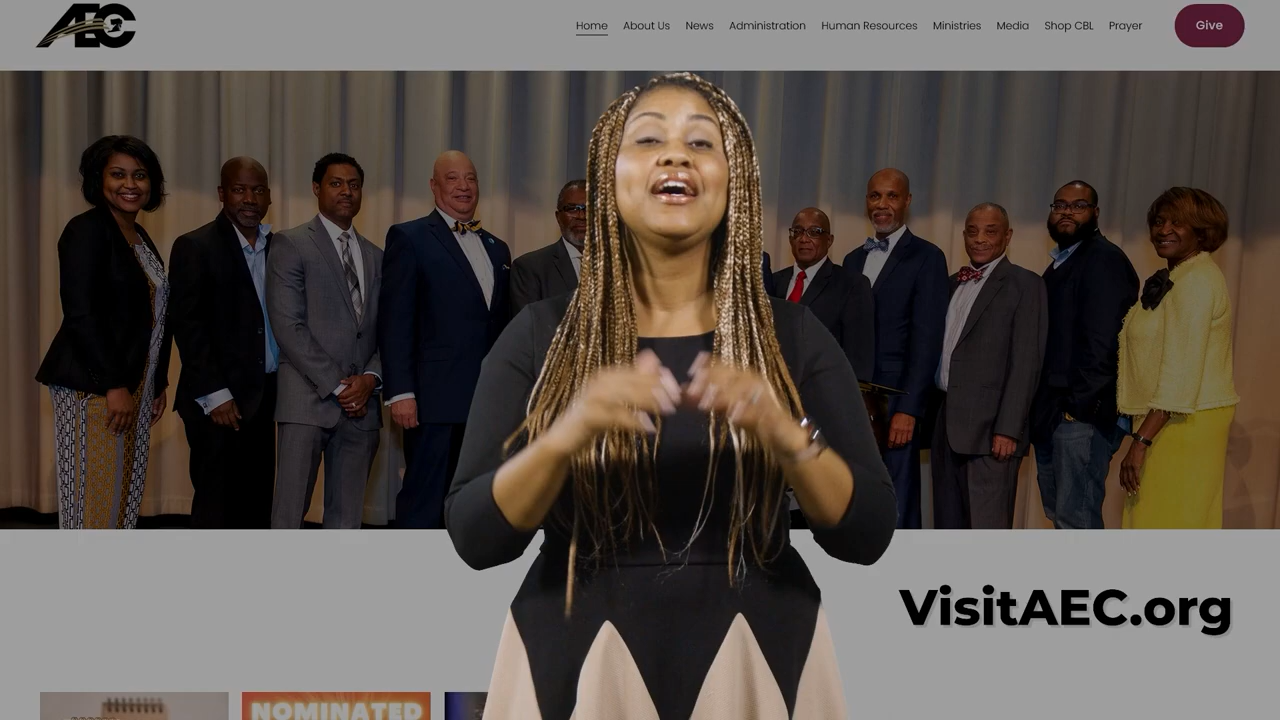 AEC
Home About Us News Administration Human Resources Ministries Media Shop CBL Prayer Give
VisitAEC.org
NOMINATED